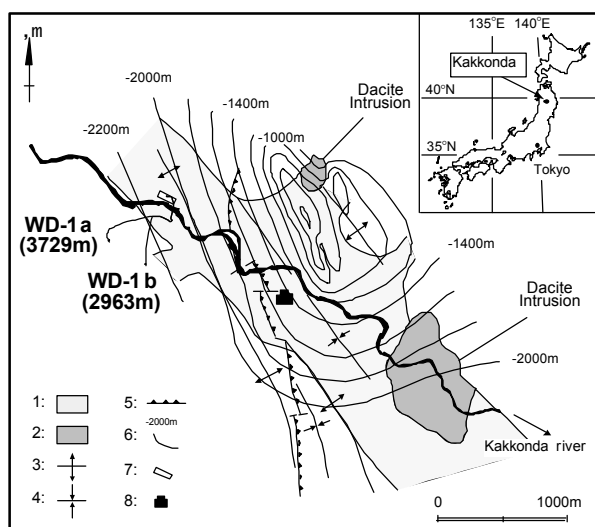 ,m
-2000m
-1400m
-2200m
-1000m
Dacite
Intrusion
135°E 140°E
Kakkonda
40°N
35°N
Tokyo
WD-1a
(3729m)
WD-1b
(2963m)
-1400m
Dacite
Intrusion
-2000m
Kakkonda river
1:
2:
3:
4:
5:
6: -2000m
7:
8:
0 1000m